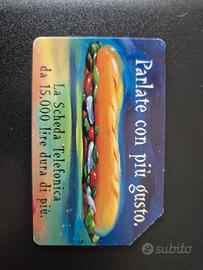 Parlate con più gusto.
La Scheda Telefonica
da 15.000 lire dura di più.
subito